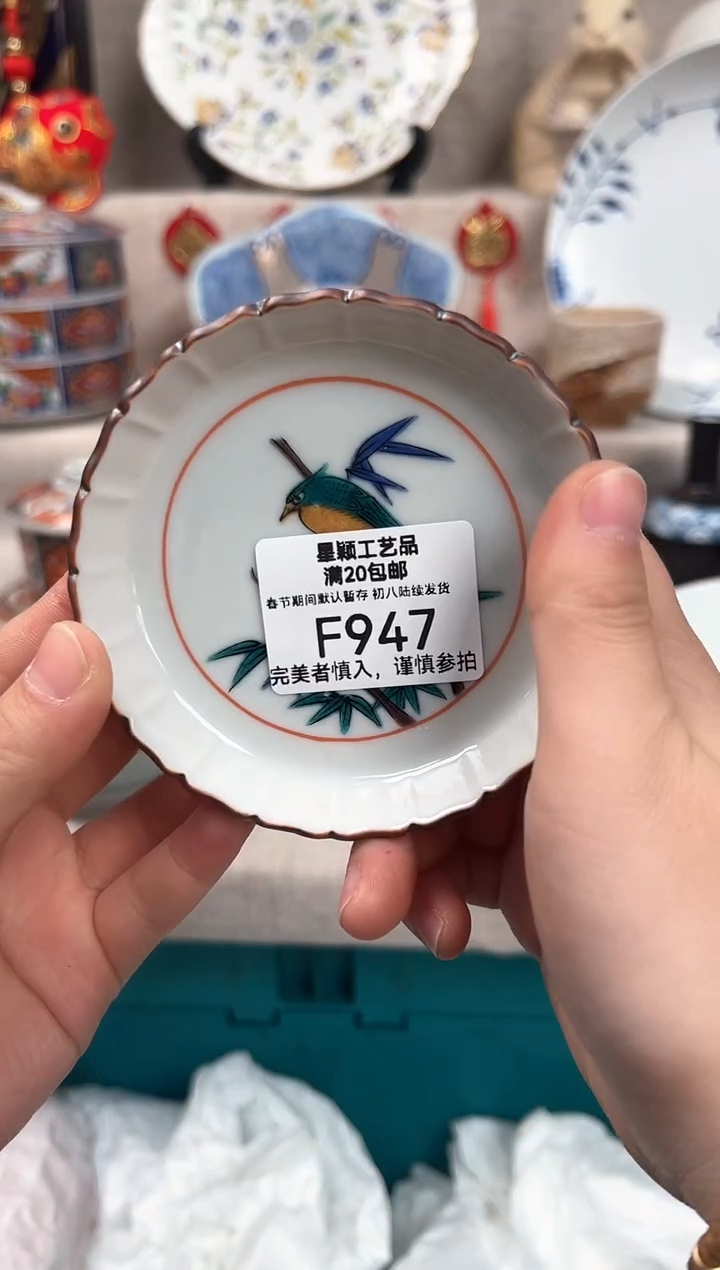 星颖工艺品
满20包邮
春节期间默认暂存 初八陆续发货
F947
完美者慎入，谨慎参拍